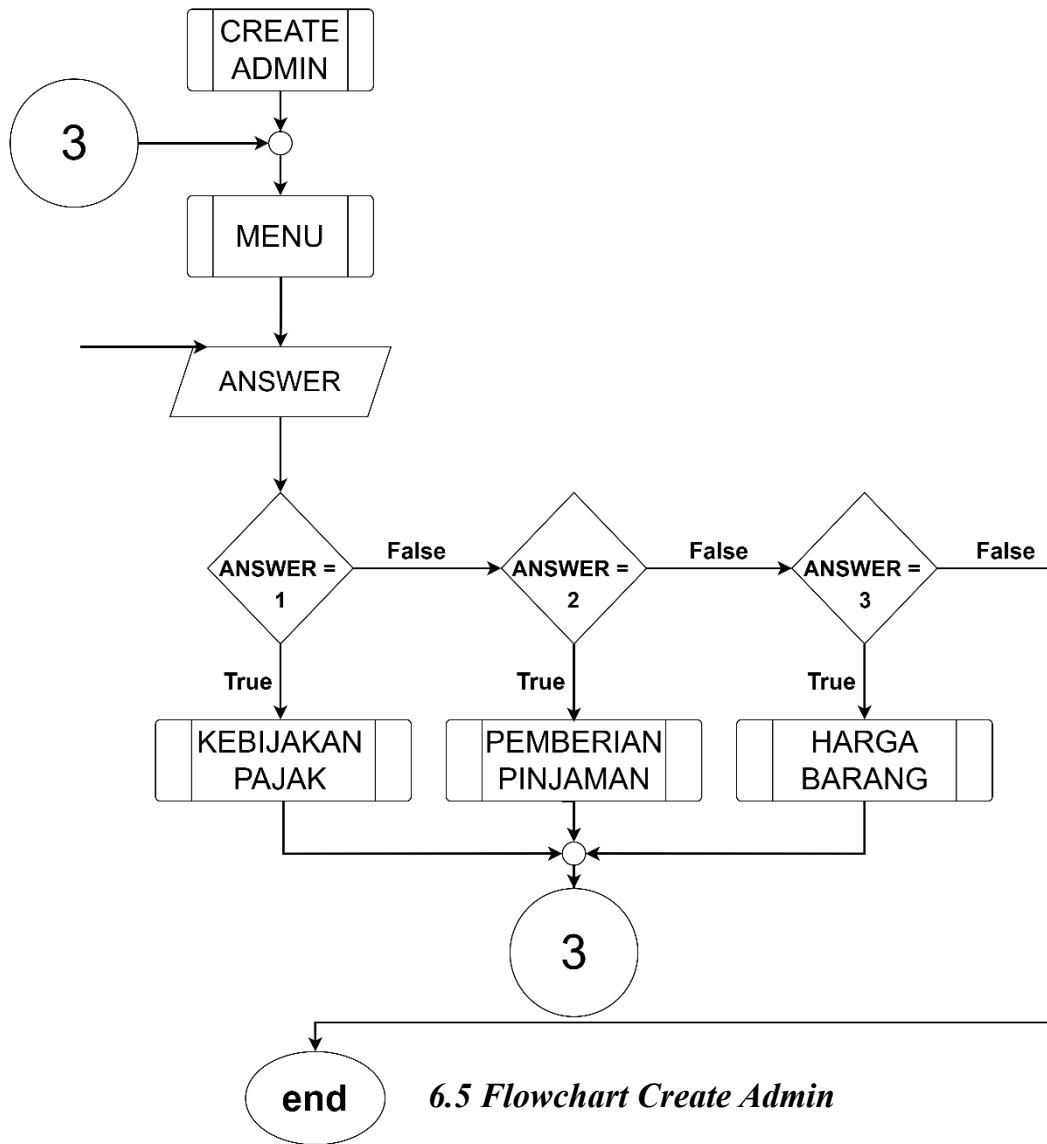 CREATE
ADMIN
3
MENU
ANSWER
False
False
False
ANSWER =
1
ANSWER =
2
ANSWER =
3
True
True
True
KEBIJAKAN
PAJAK
PEMBERIAN
PINJAMAN
HARGA
BARANG
3
end
6.5 Flowchart Create Admin